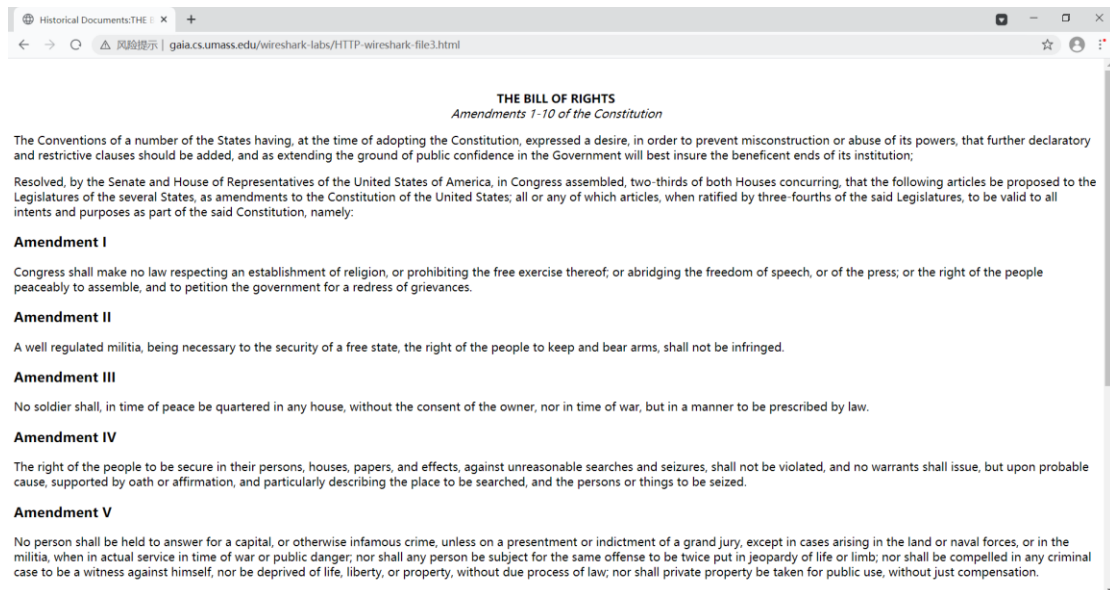 Historical Documents:THE
风险提示 | gaia.cs.umass.edu/wireshark-labs/HTTP-wireshark-file3.html
THE BILL OF RIGHTS
Amendments 1-10 of the Constitution
The Conventions of a number of the States having, at the time of adopting the Constitution, expressed a desire, in order to prevent misconstruction or abuse of its powers, that further declaratory
and restrictive clauses should be added, and as extending the ground of public confidence in the Government will best insure the beneficent ends of its institution;
Resolved, by the Senate and House of Representatives of the United States of America, in Congress assembled, two-thirds of both Houses concurring, that the following articles be proposed to the
Legislatures of the several States, as amendments to the Constitution of the United States; all or any of which articles, when ratified by three-fourths of the said Legislatures, to be valid to all
intents and purposes as part of the said Constitution, namely:
Amendment I
Congress shall make no law respecting an establishment of religion, or prohibiting the free exercise thereof; or abridging the freedom of speech, or of the press; or the right of the people
peaceably to assemble, and to petition the government for a redress of grievances.
Amendment II
A well regulated militia, being necessary to the security of a free state, the right of the people to keep and bear arms, shall not be infringed.
Amendment III
No soldier shall, in time of peace be quartered in any house, without the consent of the owner, nor in time of war, but in a manner to be prescribed by law.
Amendment IV
The right of the people to be secure in their persons, houses, papers, and effects, against unreasonable searches and seizures, shall not be violated, and no warrants shall issue, but upon probable
cause, supported by oath or affirmation, and particularly describing the place to be searched, and the persons or things to be seized.
Amendment V
No person shall be held to answer for a capital, or otherwise infamous crime, unless on a presentment or indictment of a grand jury, except in cases arising in the land or naval forces, or in the
militia, when in actual service in time of war or public danger; nor shall any person be subject for the same offense to be twice put in jeopardy of life or limb; nor shall be compelled in any criminal
case to be a witness against himself, nor be deprived of life, liberty, or property, without due process of law; nor shall private property be taken for public use, without just compensation.